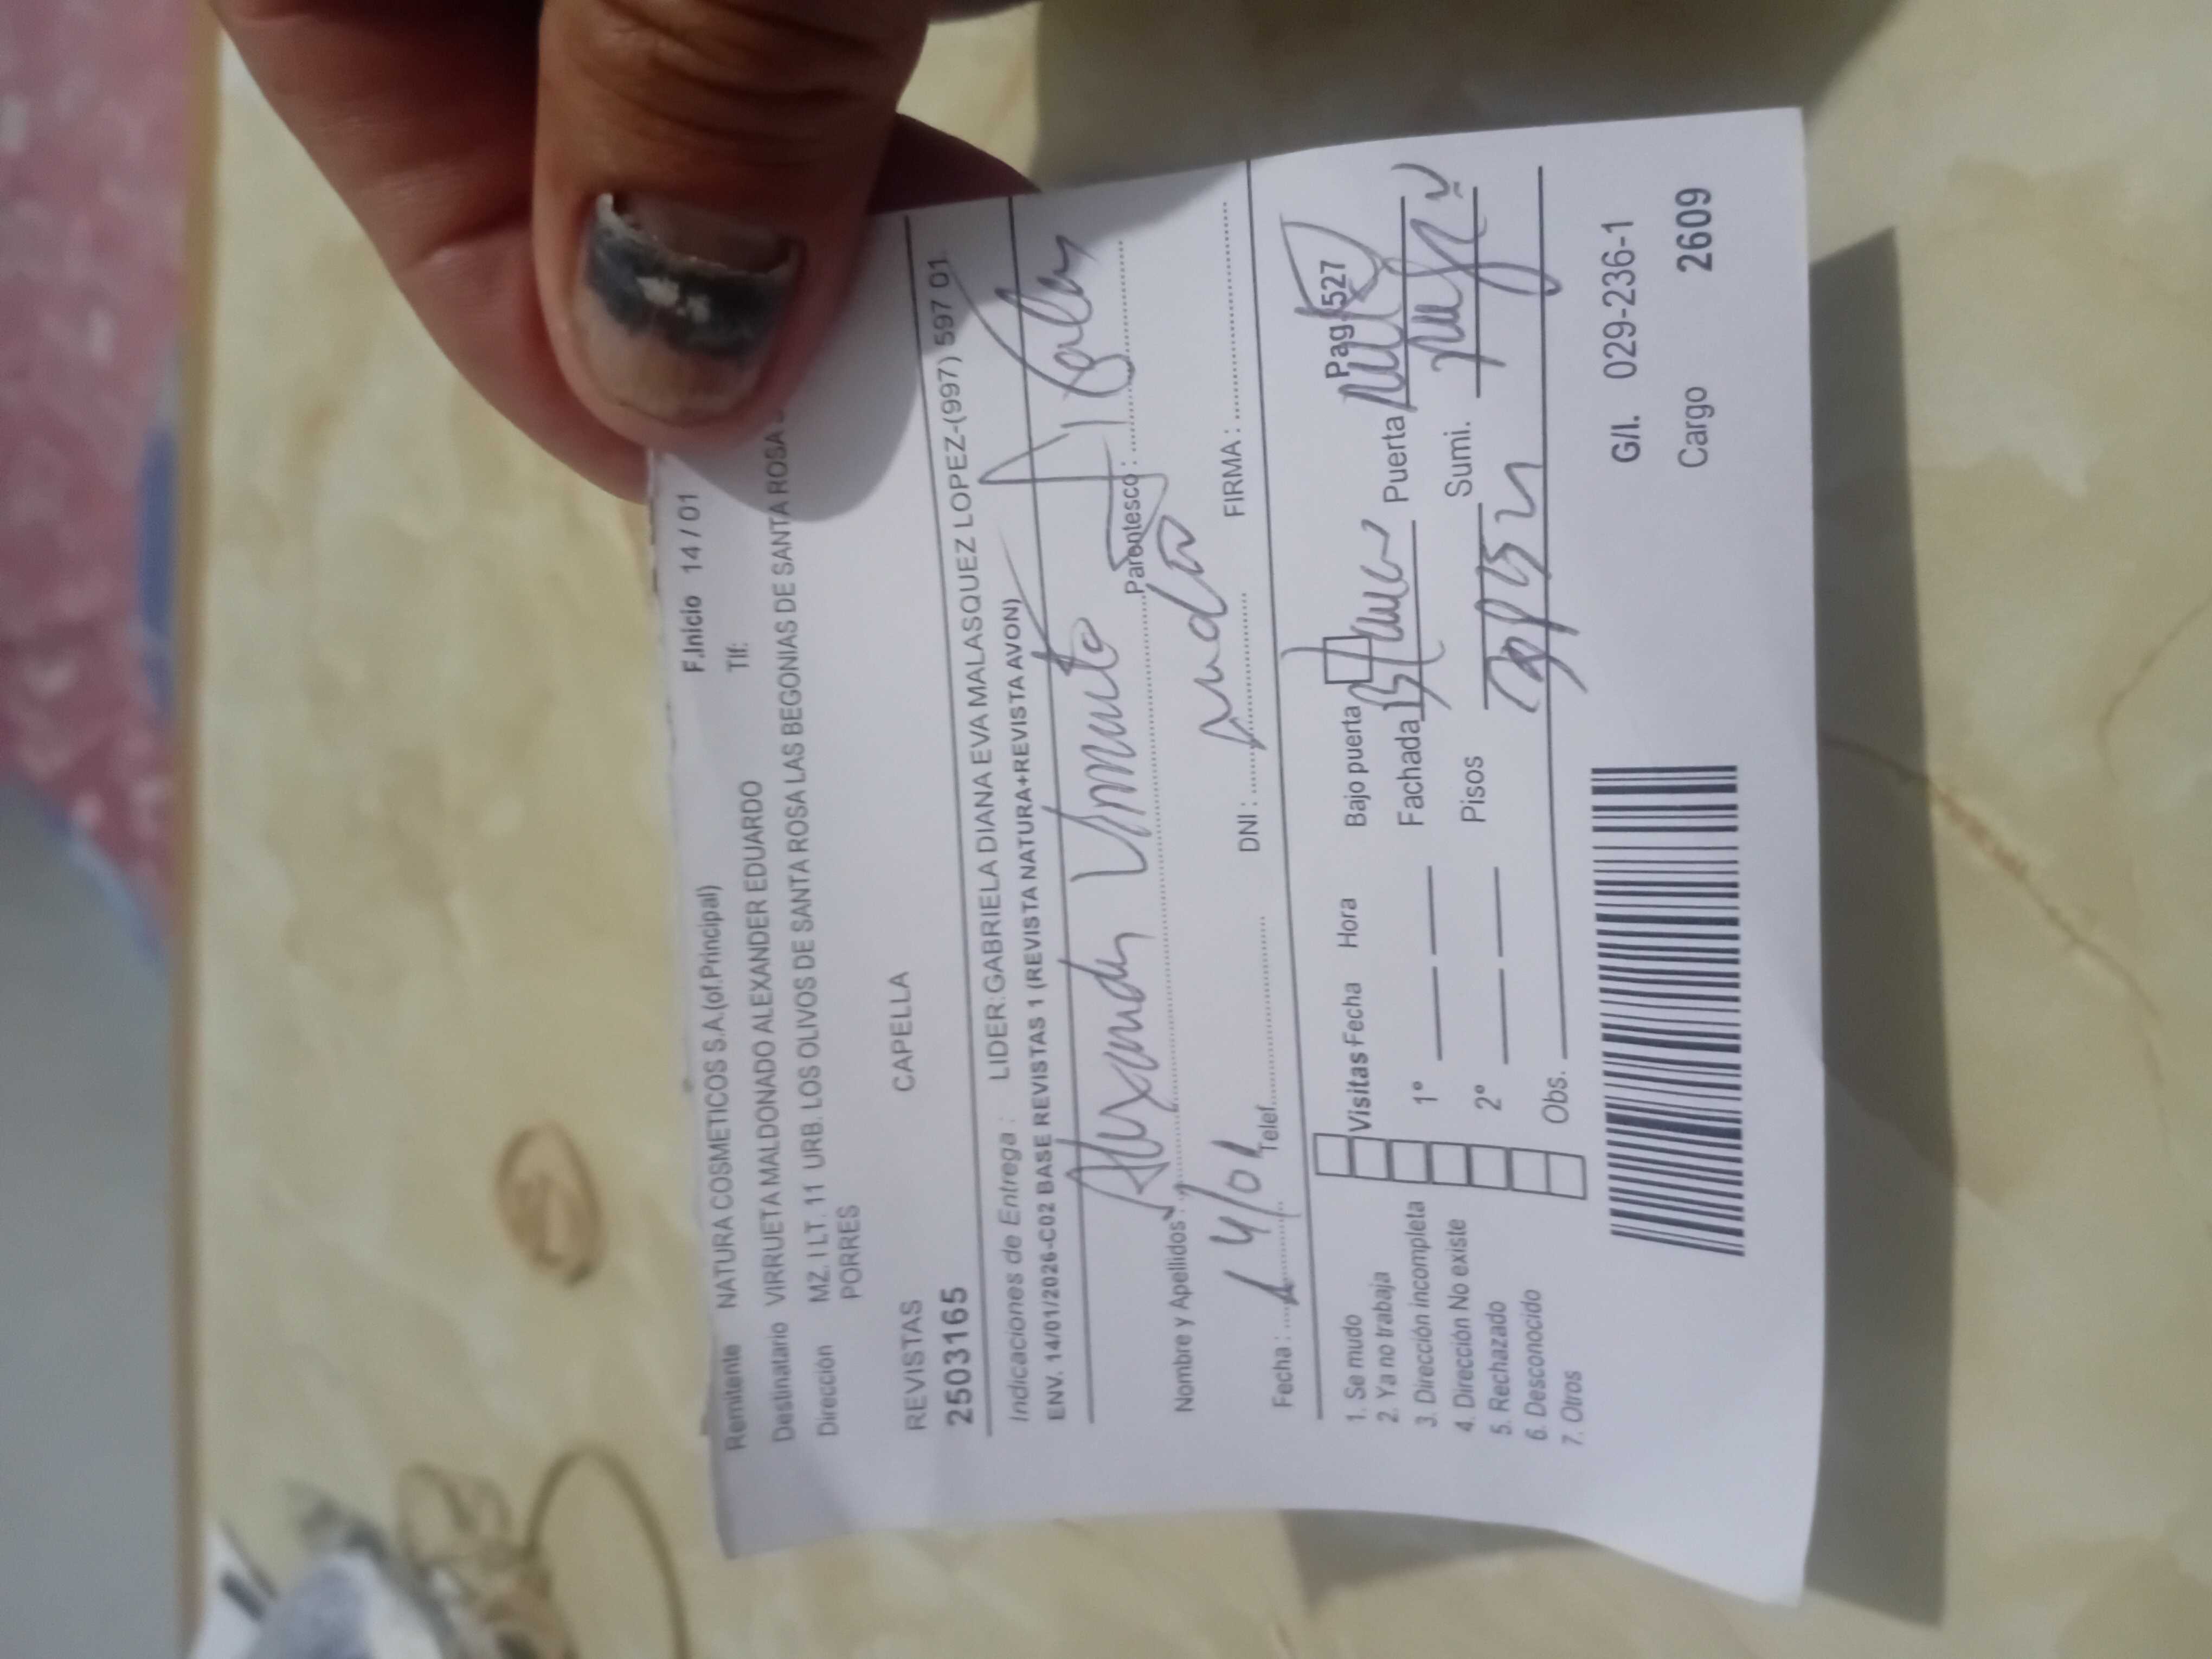 F.Inicio 14 / 01
Remitente NATURA COSMETICOS S.A.(of.Principal) Tlf:
Destinatario VIRRUETA MALDONADO ALEXANDER EDUARDO
Dirección MZ. I LT. 11 URB. LOS OLIVOS DE SANTA ROSA LAS BEGONIAS DE SANTA ROSA
PORRES
REVISTAS CAPELLA
2503165
Indicaciones de Entrega : LIDER:GABRIELA DIANA EVA MALASQUEZ LOPEZ-(997) 597 01
ENV. 14/01/2026-C02 BASE REVISTAS 1 (REVISTA NATURA+REVISTA AVON)
Nombre y Apellidos : Alexander Parentesco :
Fecha : 14/01 Telef. DNI : FIRMA :
1. Se mudo Visitas Fecha Hora Bajo puerta Pag.527
2. Ya no trabaja
3. Dirección incompleta 1° Fachada Blanco Puerta
4. Dirección No existe
5. Rechazado 2° Pisos Sumi.
6. Desconocido
7. Otros Obs.
G/I. 029-236-1
Cargo 2609